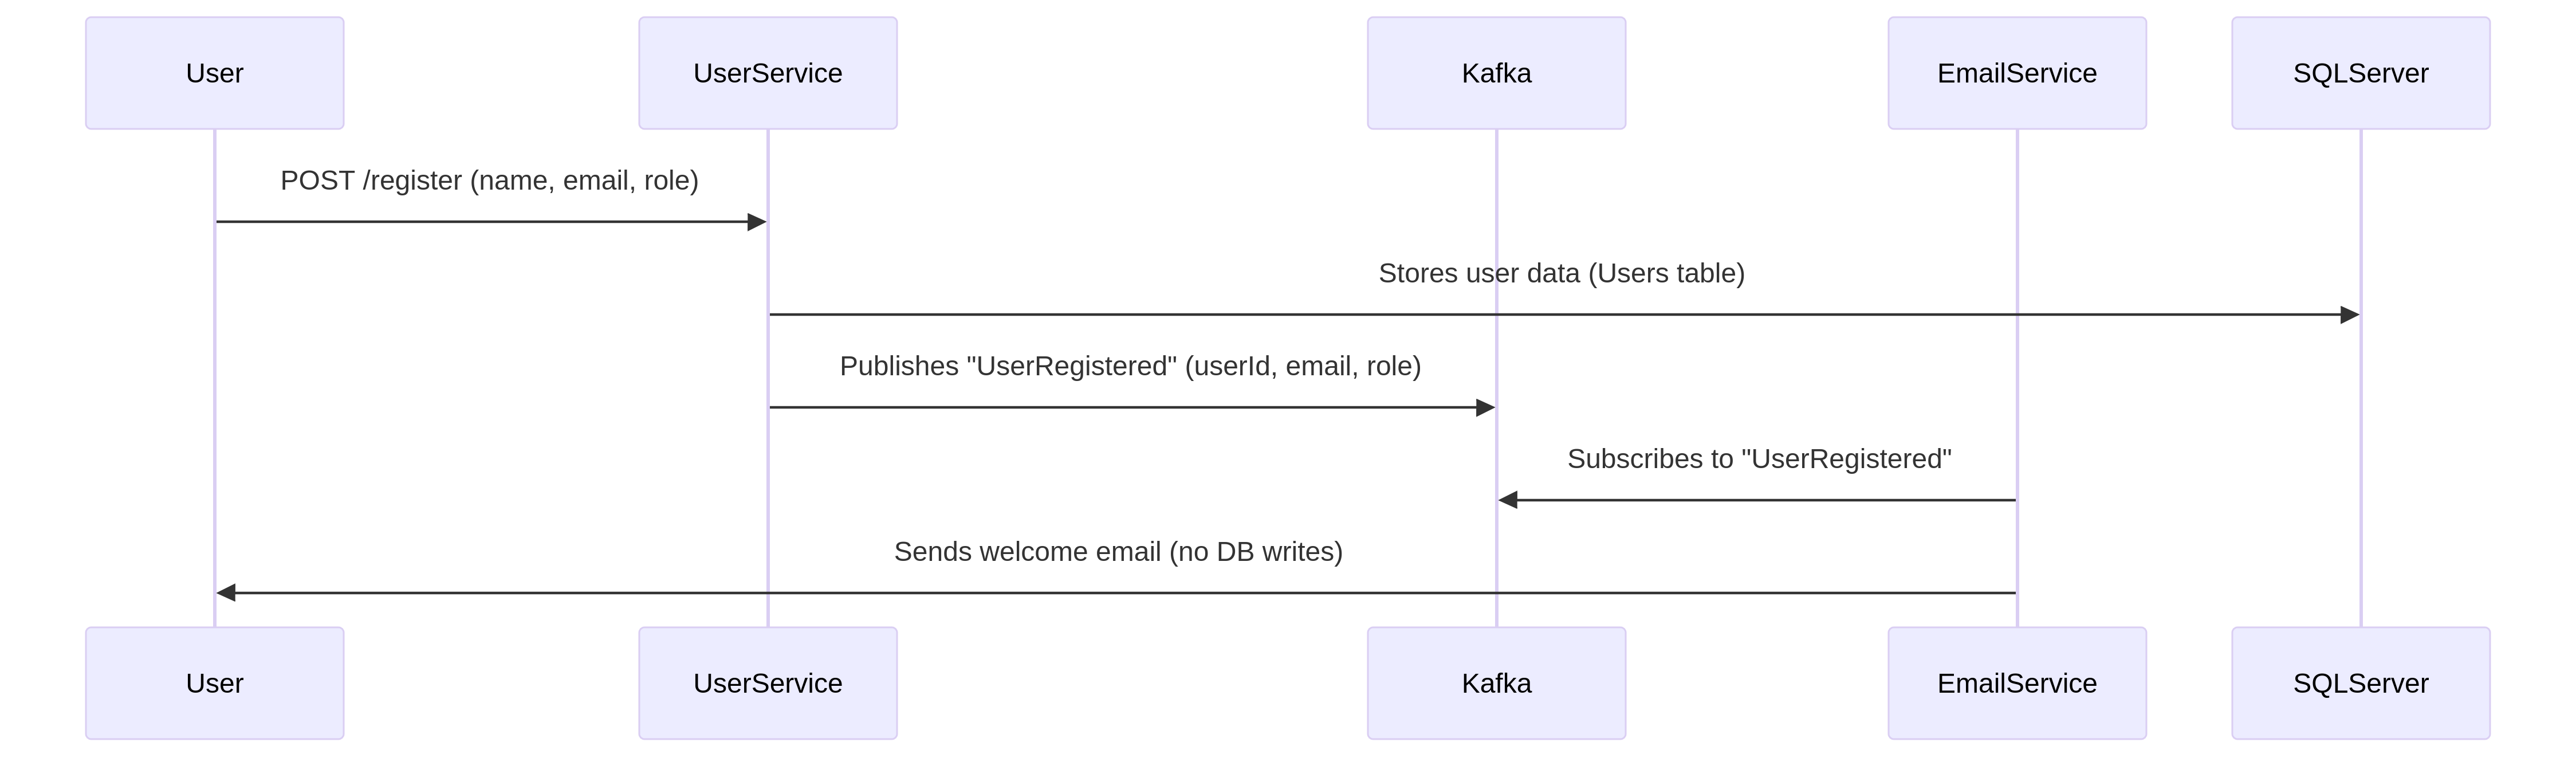 User
UserService
Kafka
EmailService
SQLServer
POST /register (name, email, role)
Stores user data (Users table)
Publishes "UserRegistered" (userId, email, role)
Subscribes to "UserRegistered"
Sends welcome email (no DB writes)
User
UserService
Kafka
EmailService
SQLServer